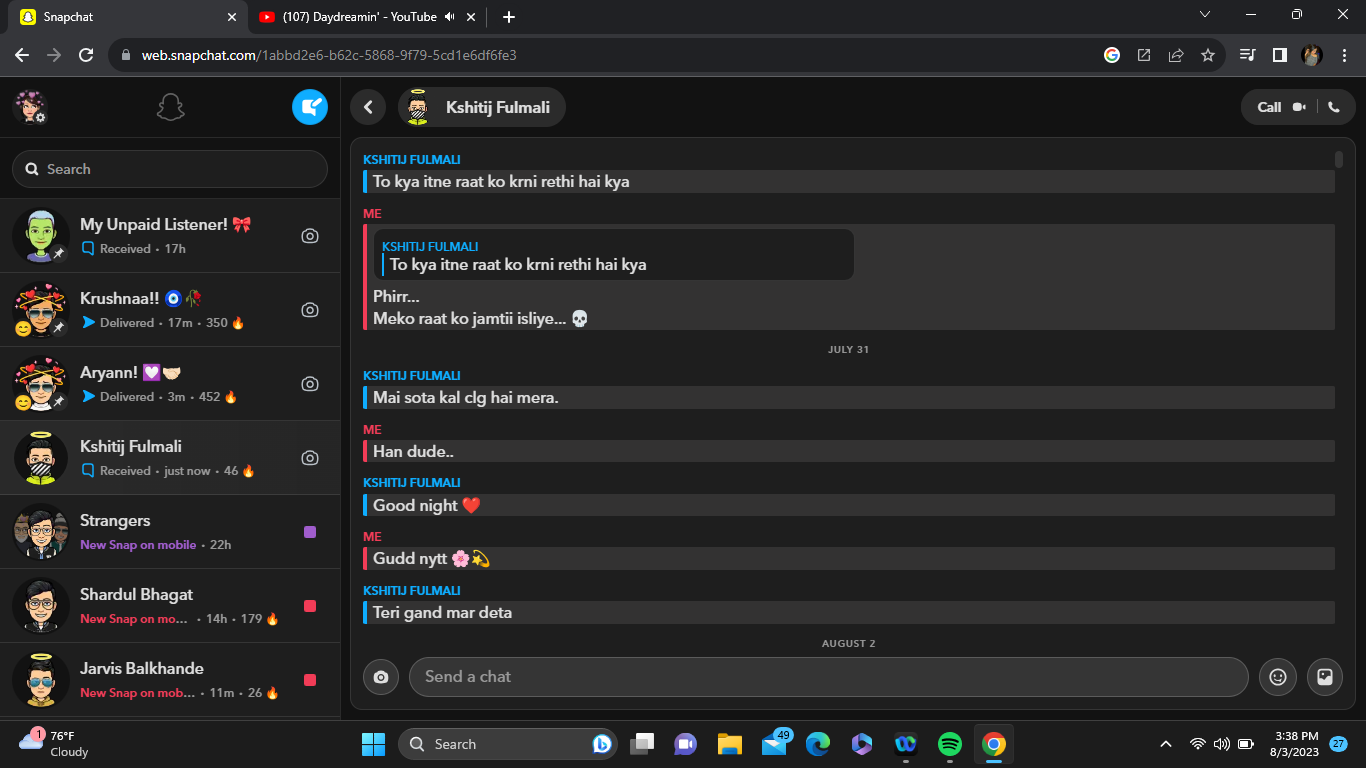 Snapchat
(107) Daydreamin' - YouTube
web.snapchat.com/1abbd2e6-b62c-5868-9f79-5cd1e6df6fe3
Search
My Unpaid Listener! 🎀
Received · 17h
Krushnaa!! 🧿🥀
Delivered · 17m · 350 🔥
Aryann! 💟🤝🏻
Delivered · 3m · 452 🔥
Kshitij Fulmali
Received · just now · 46 🔥
Strangers
New Snap on mobile · 22h
Shardul Bhagat
New Snap on mo... · 14h · 179 🔥
Jarvis Balkhande
New Snap on mob... · 11m · 26 🔥
Kshitij Fulmali
Call
KSHITIJ FULMALI
To kya itne raat ko krni rethi hai kya
ME
KSHITIJ FULMALI
To kya itne raat ko krni rethi hai kya
Phirr...
Meko raat ko jamtii isliye... 💀
JULY 31
KSHITIJ FULMALI
Mai sota kal clg hai mera.
ME
Han dude..
KSHITIJ FULMALI
Good night ❤️
ME
Gudd nytt 🌸💫
KSHITIJ FULMALI
Teri gand mar deta
AUGUST 2
Send a chat
1
76°F
Cloudy
Search
49
3:38 PM
8/3/2023
27